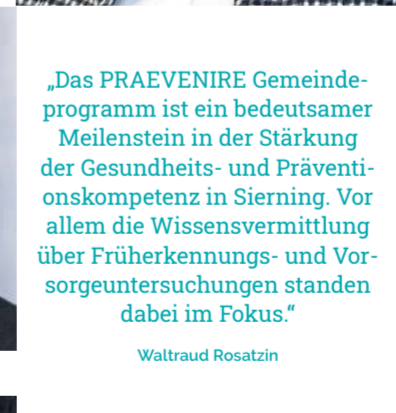 „Das PRAEVENIRE Gemeinde-
programm ist ein bedeutsamer
Meilenstein in der Stärkung
der Gesundheits- und Präventi-
onskompetenz in Sierning. Vor
allem die Wissensvermittlung
über Früherkennungs- und Vor-
sorgeuntersuchungen standen
dabei im Fokus.“
Waltraud Rosatzin